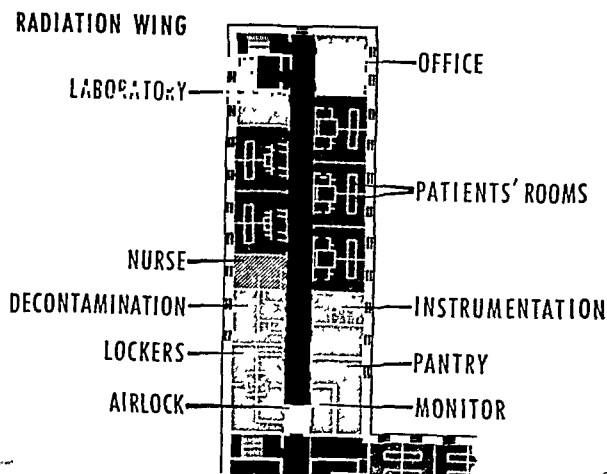 RADIATION WING
OFFICE
LABORATORY
PATIENTS' ROOMS
NURSE
DECONTAMINATION
INSTRUMENTATION
LOCKERS
PANTRY
AIRLOCK
MONITOR